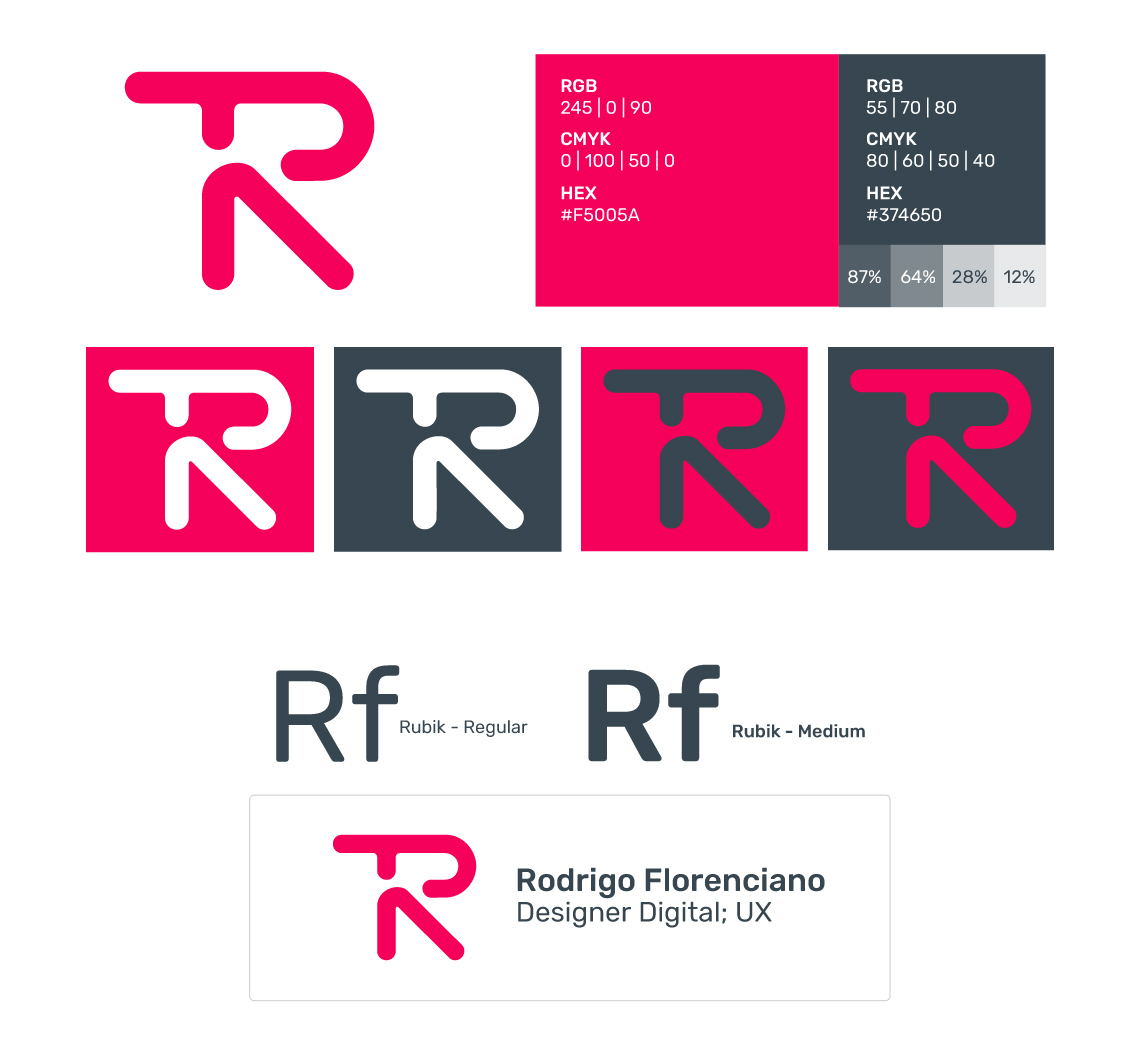 RGB
245 | 0 | 90
CMYK
0 | 100 | 50 | 0
HEX
#F5005A
RGB
55 | 70 | 80
CMYK
80 | 60 | 50 | 40
HEX
#374650
87% 64% 28% 12%
Rf Rubik - Regular
Rf Rubik - Medium
Rodrigo Florenciano
Designer Digital; UX